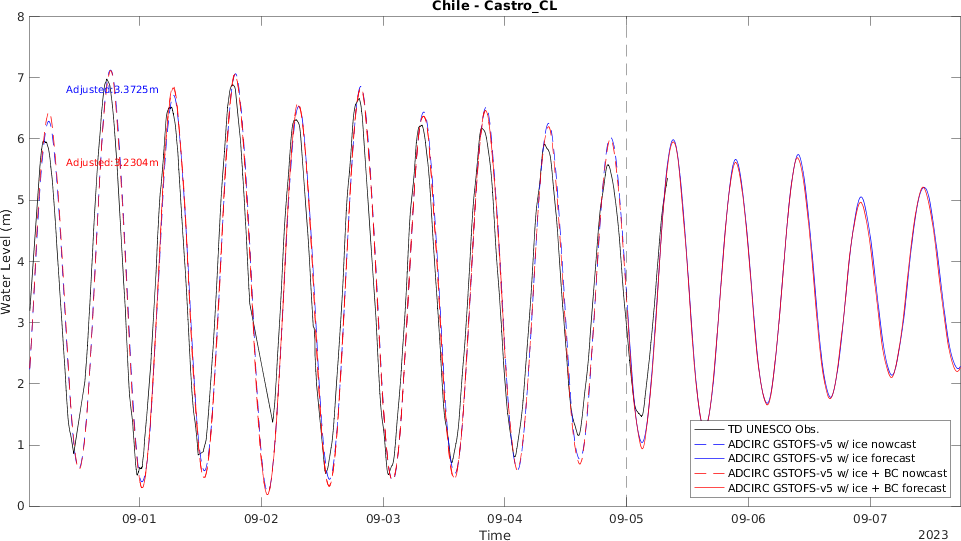 Chile - Castro_CL
8
7
6
5
4
3
2
1
0
Water Level (m)
Adjusted:3.3725m
Adjusted:3.2304m
TD UNESCO Obs.
ADCIRC GSTOFS-v5 w/ ice nowcast
ADCIRC GSTOFS-v5 w/ ice forecast
ADCIRC GSTOFS-v5 w/ ice + BC nowcast
ADCIRC GSTOFS-v5 w/ ice + BC forecast
09-01 09-02 09-03 09-04 09-05 09-06 09-07
Time
2023